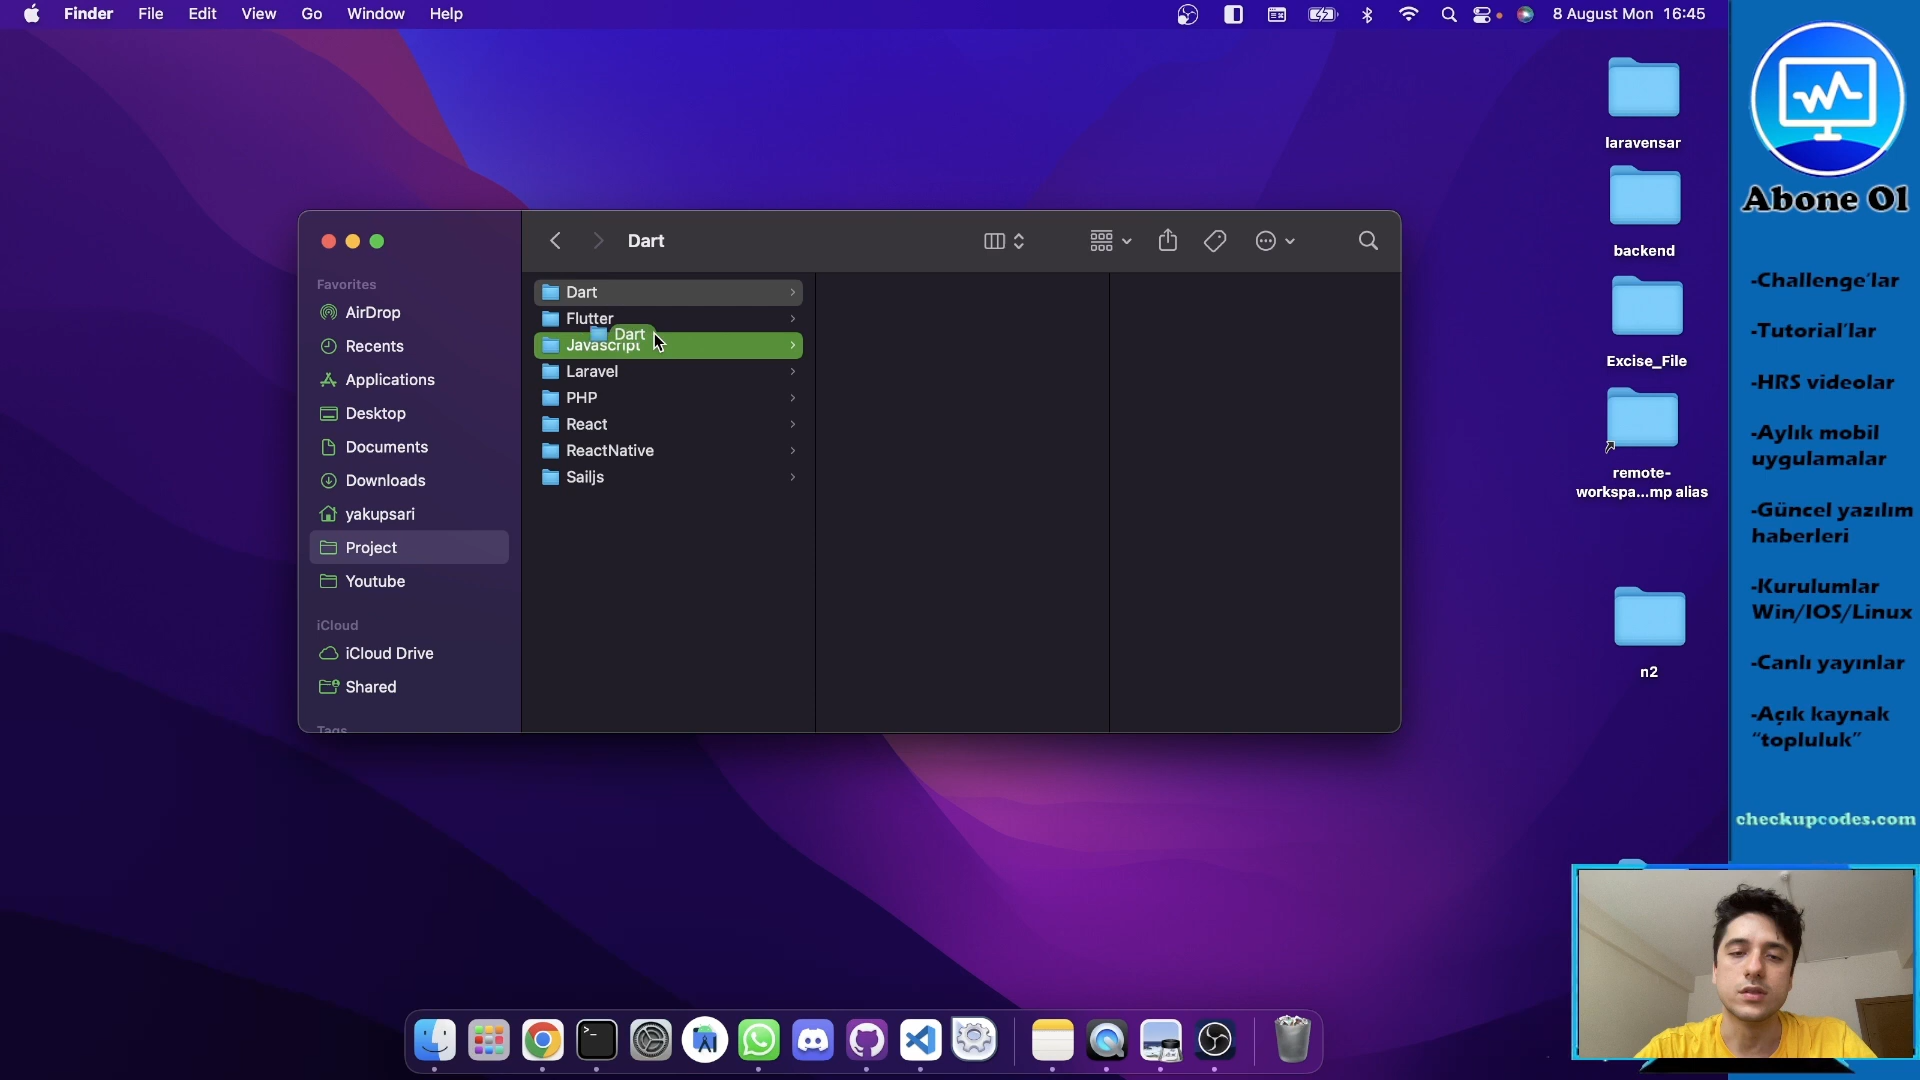 Finder File Edit View Go Window Help
8 August Mon 16:45
Dart
Favorites
AirDrop
Recents
Applications
Desktop
Documents
Downloads
yakupsari
Project
Youtube
iCloud
iCloud Drive
Shared
Tags
Dart
Flutter
Dart
Javascript
Laravel
PHP
React
ReactNative
Sailjs
laravensar
backend
Excise_File
remote-
workspa...mp alias
n2
Abone Ol
-Challenge'lar
-Tutorial'lar
-HRS videolar
-Aylık mobil
uygulamalar
-Güncel yazılım
haberleri
-Kurulumlar
Win/IOS/Linux
-Canlı yayınlar
-Açık kaynak
“topluluk”
checkupcodes.com